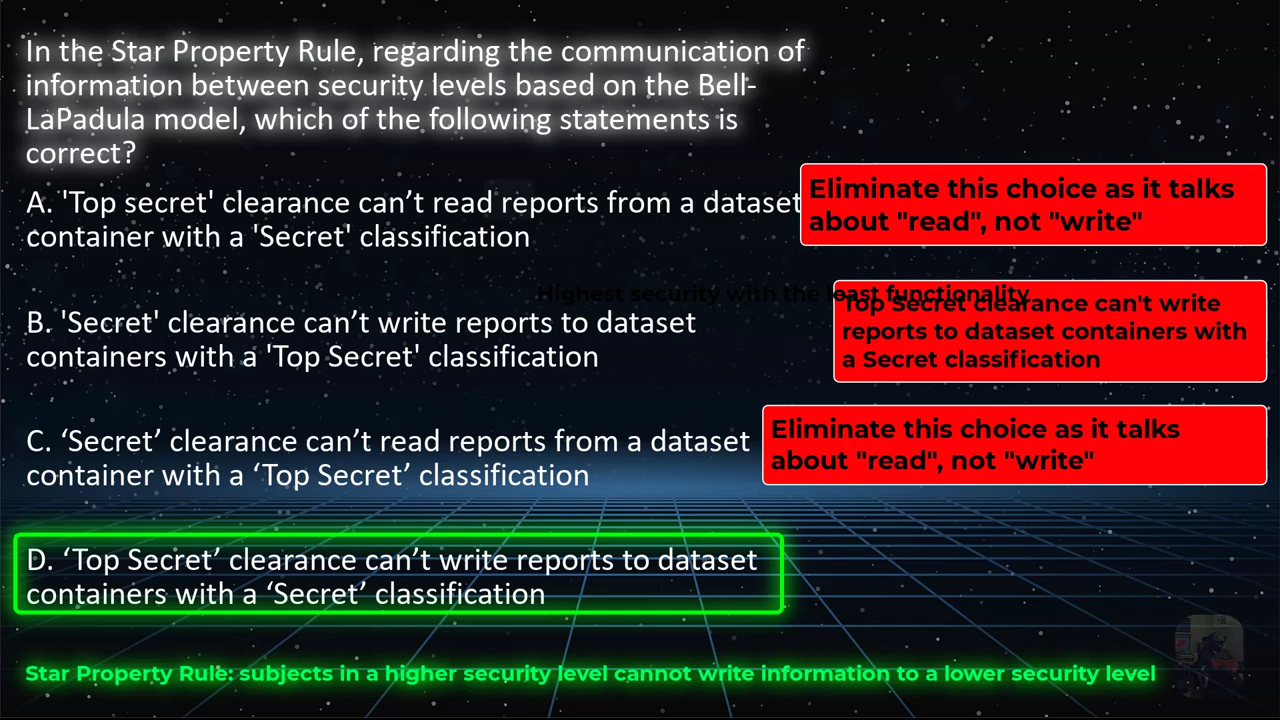 In the Star Property Rule, regarding the communication of
information between security levels based on the Bell-
LaPadula model, which of the following statements is
correct?
A. 'Top secret' clearance can’t read reports from a dataset
container with a 'Secret' classification
Eliminate this choice as it talks
about "read", not "write"
Highest security with the least functionality
B. 'Secret' clearance can’t write reports to dataset
containers with a 'Top Secret' classification
Top Secret clearance can't write
reports to dataset containers with
a Secret classification
C. ‘Secret’ clearance can’t read reports from a dataset
container with a ‘Top Secret’ classification
Eliminate this choice as it talks
about "read", not "write"
D. ‘Top Secret’ clearance can’t write reports to dataset
containers with a ‘Secret’ classification
Star Property Rule: subjects in a higher security level cannot write information to a lower security level